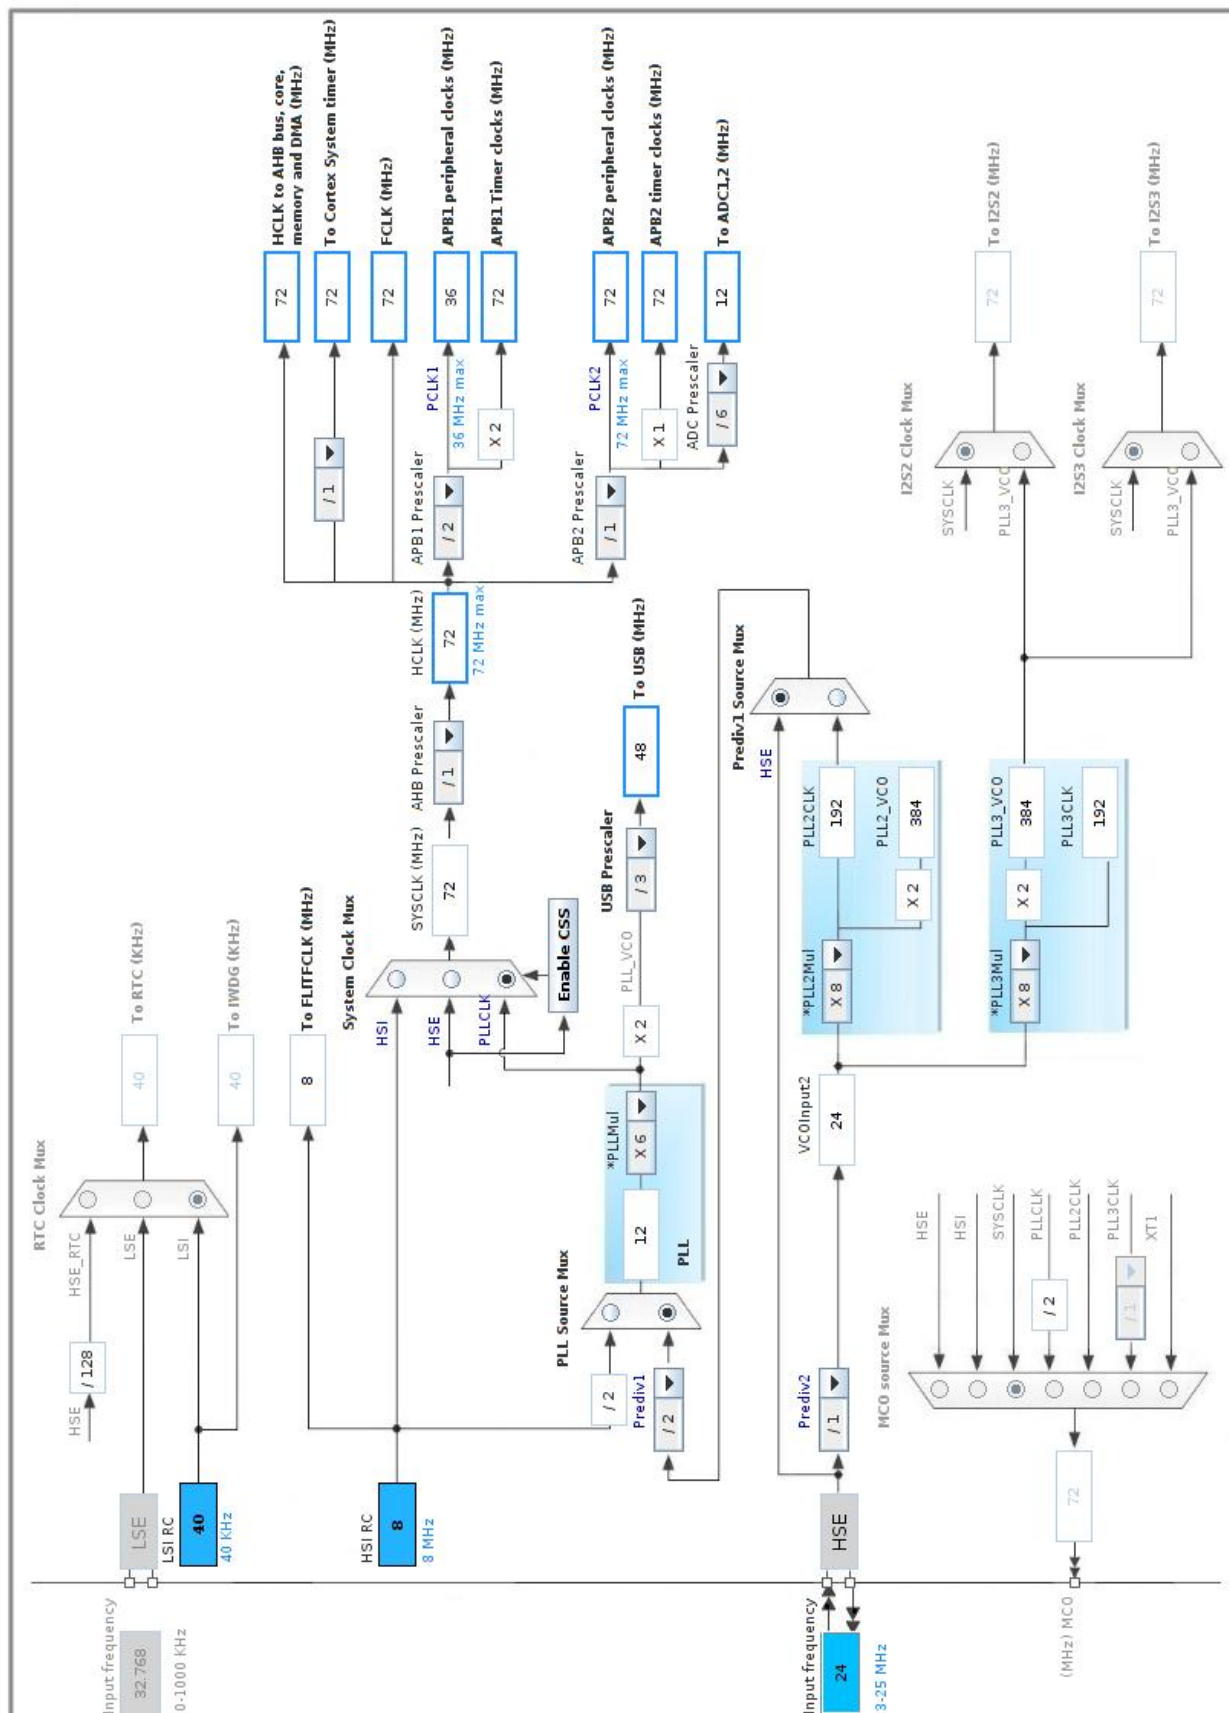 Input frequency
32.768
0-1000 KHz
LSE
LSI RC
40
40 KHz
HSE
/ 128
HSE_RTC
LSE
LSI
RTC Clock Mux
40
To RTC (KHz)
40
To IWDG (KHz)
8
To FLITFCLK (MHz)
HSI RC
8
8 MHz
System Clock Mux
HSI
HSE
PLLCLK
Enable CSS
SYSCLK (MHz)
72
AHB Prescaler
/ 1
HCLK (MHz)
72
72 MHz max
72
HCLK to AHB bus, core,
memory and DMA (MHz)
/ 1
72
To Cortex System timer (MHz)
72
FCLK (MHz)
APB1 Prescaler
/ 2
PCLK1
36 MHz max
36
APB1 peripheral clocks (MHz)
X 2
72
APB1 Timer clocks (MHz)
APB2 Prescaler
/ 1
PCLK2
72 MHz max
72
APB2 peripheral clocks (MHz)
X 1
72
APB2 timer clocks (MHz)
ADC Prescaler
/ 6
12
To ADC1,2 (MHz)
PLL Source Mux
/ 2
Prediv1
/ 2
12
*PLLMul
X 6
PLL
X 2
PLL_VCO
USB Prescaler
/ 3
48
To USB (MHz)
Prediv1 Source Mux
HSE
Input frequency
24
3-25 MHz
HSE
Prediv2
/ 1
VCOInput2
24
*PLL2Mul
X 8
PLL2CLK
192
X 2
PLL2_VCO
384
*PLL3Mul
X 8
X 2
PLL3_VCO
384
PLL3CLK
192
I2S2 Clock Mux
SYSCLK
PLL3_VCO
72
To I2S2 (MHz)
I2S3 Clock Mux
SYSCLK
PLL3_VCO
72
To I2S3 (MHz)
MCO source Mux
HSE
HSI
SYSCLK
PLLCLK
/ 2
PLL2CLK
PLL3CLK
/ 1
XT1
72
(MHz) MCO